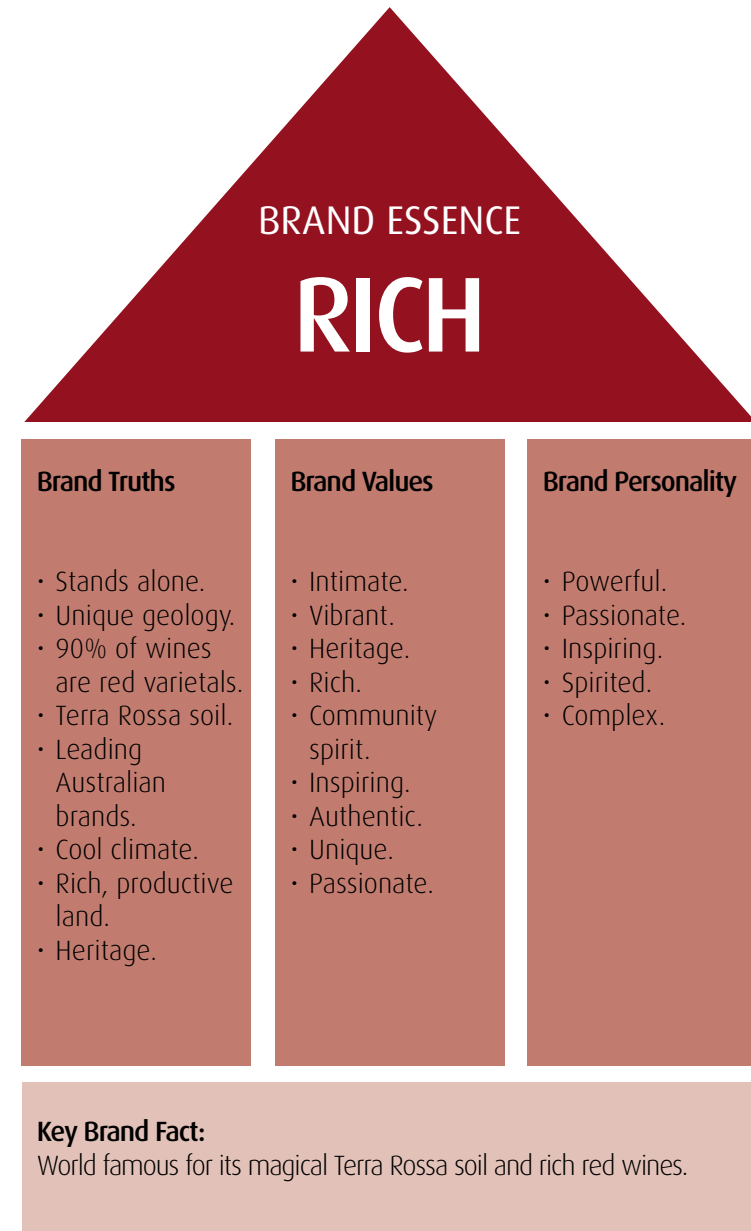 BRAND ESSENCE
RICH
Brand Truths
· Stands alone.
· Unique geology.
· 90% of wines
are red varietals.
· Terra Rossa soil.
· Leading
Australian
brands.
· Cool climate.
· Rich, productive
land.
· Heritage.
Brand Values
· Intimate.
· Vibrant.
· Heritage.
· Rich.
· Community
spirit.
· Inspiring.
· Authentic.
· Unique.
· Passionate.
Brand Personality
· Powerful.
· Passionate.
· Inspiring.
· Spirited.
· Complex.
Key Brand Fact:
World famous for its magical Terra Rossa soil and rich red wines.